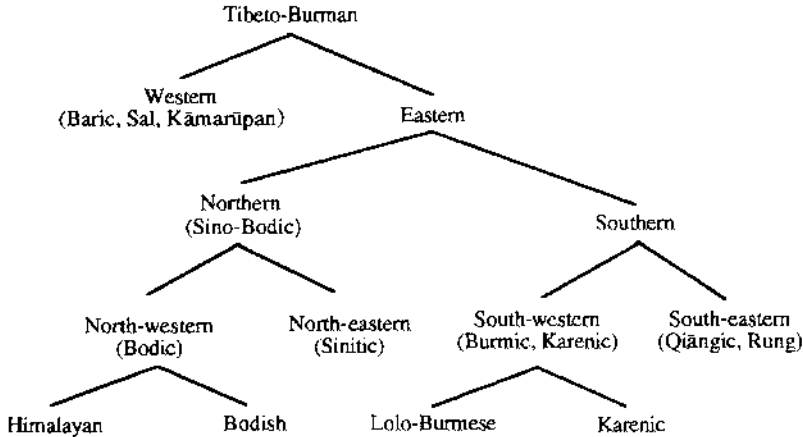 Tibeto-Burman
Western
(Baric, Sal, Kāmarūpan)
Eastern
Northern
(Sino-Bodic)
Southern
North-western
(Bodic)
North-eastern
(Sinitic)
South-western
(Burmic, Karenic)
South-eastern
(Qiāngic, Rung)
Himalayan
Bodish
Lolo-Burmese
Karenic